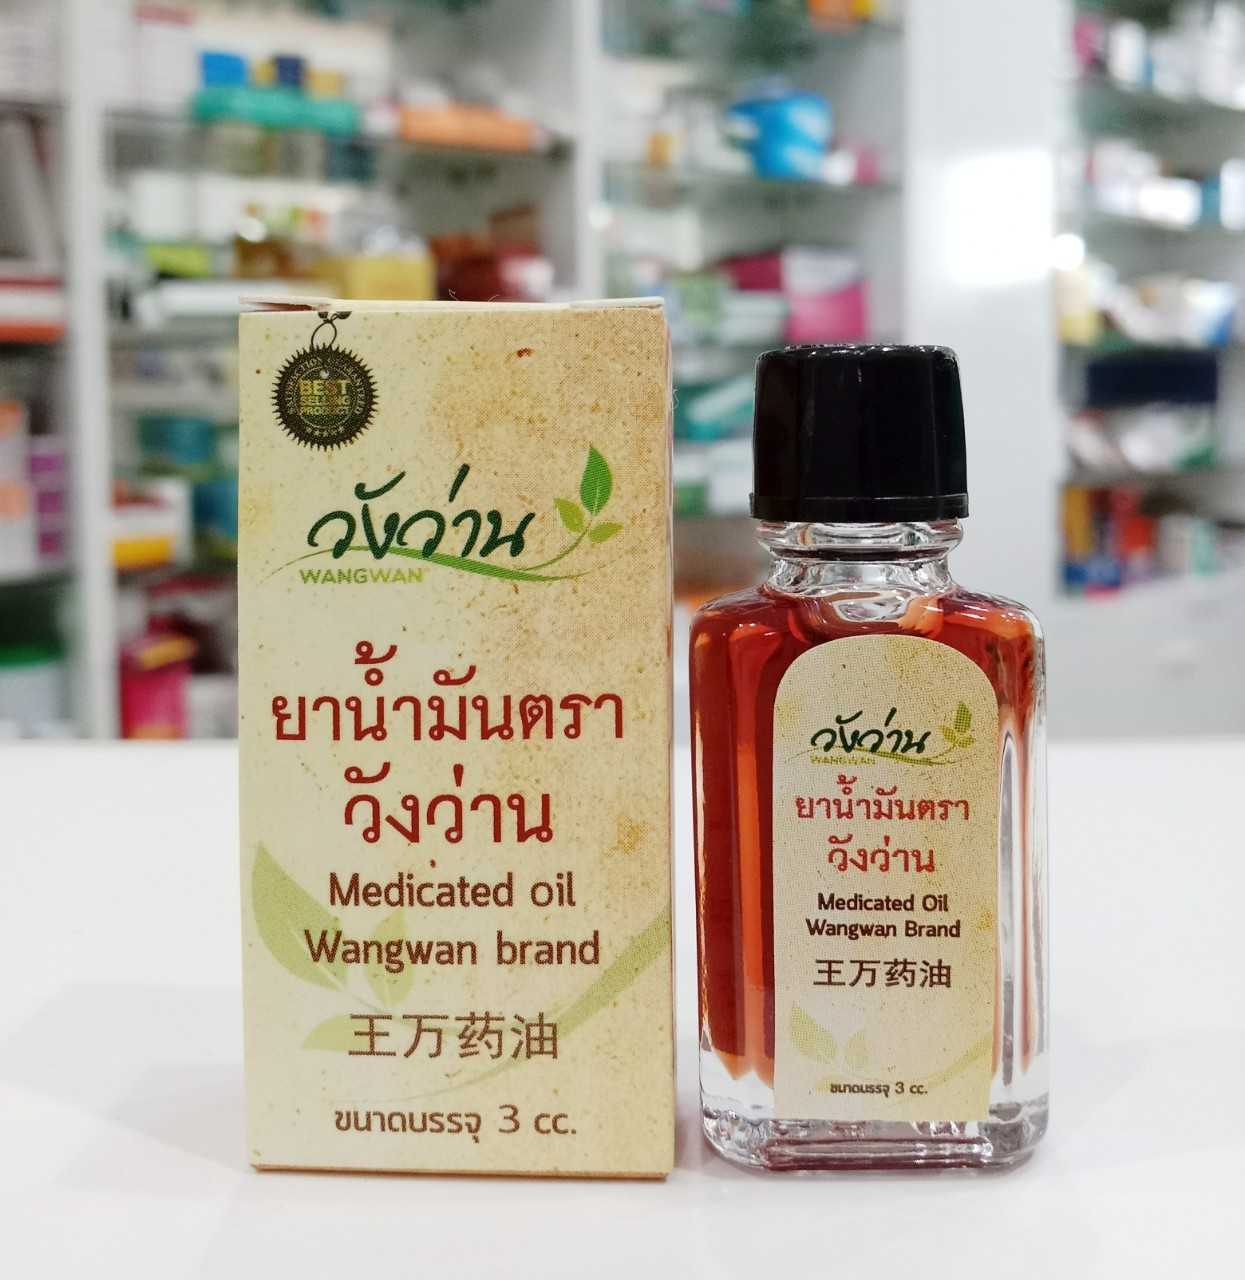 SATISFACTION GUARANTEED
BEST
SELLING
PRODUCT
วังว่าน
WANGWAN
ยาน้ำมันตรา
วังว่าน
Medicated oil
Wangwan brand
王万药油
ขนาดบรรจุ 3 cc.
วังว่าน
WANGWAN
ยาน้ำมันตรา
วังว่าน
Medicated Oil
Wangwan Brand
王万药油
ขนาดบรรจุ 3 cc.